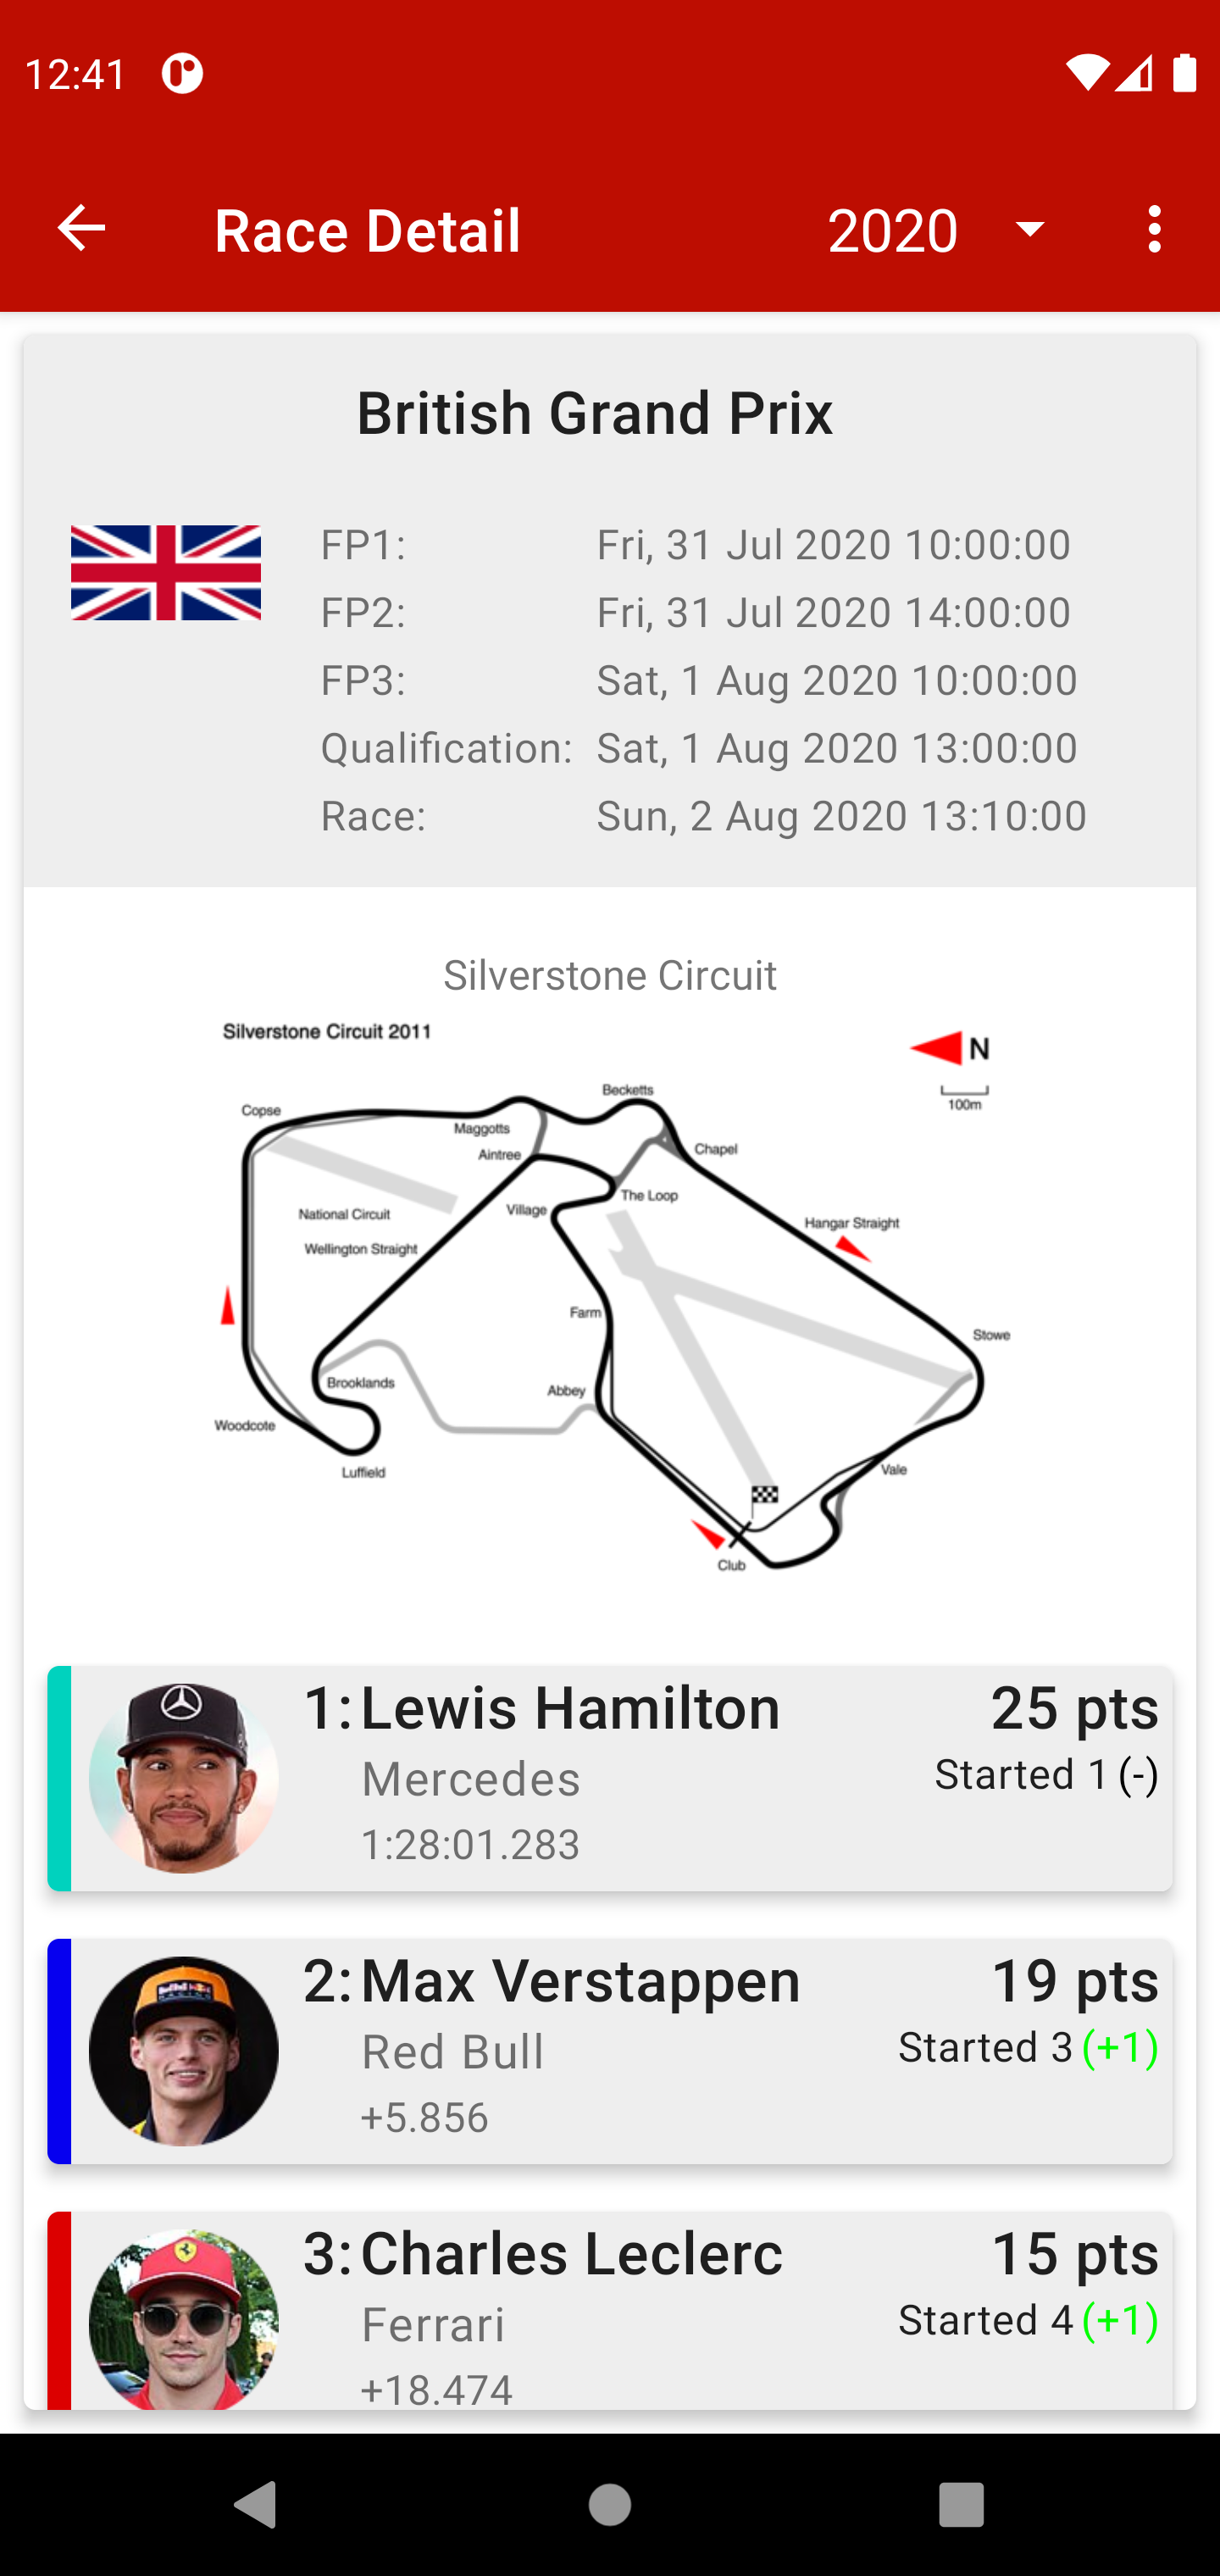 12:41
Race Detail 2020
British Grand Prix
FP1: Fri, 31 Jul 2020 10:00:00
FP2: Fri, 31 Jul 2020 14:00:00
FP3: Sat, 1 Aug 2020 10:00:00
Qualification: Sat, 1 Aug 2020 13:00:00
Race: Sun, 2 Aug 2020 13:10:00
Silverstone Circuit
Silverstone Circuit 2011
N
100m
Becketts
Copse
Maggotts
Chapel
Aintree
The Loop
Village
National Circuit
Hangar Straight
Wellington Straight
Farm
Stowe
Brooklands
Abbey
Woodcote
Luffield
Vale
Club
1: Lewis Hamilton 25 pts
Mercedes Started 1 (-)
1:28:01.283
2: Max Verstappen 19 pts
Red Bull Started 3 (+1)
+5.856
3: Charles Leclerc 15 pts
Ferrari Started 4 (+1)
+18.474